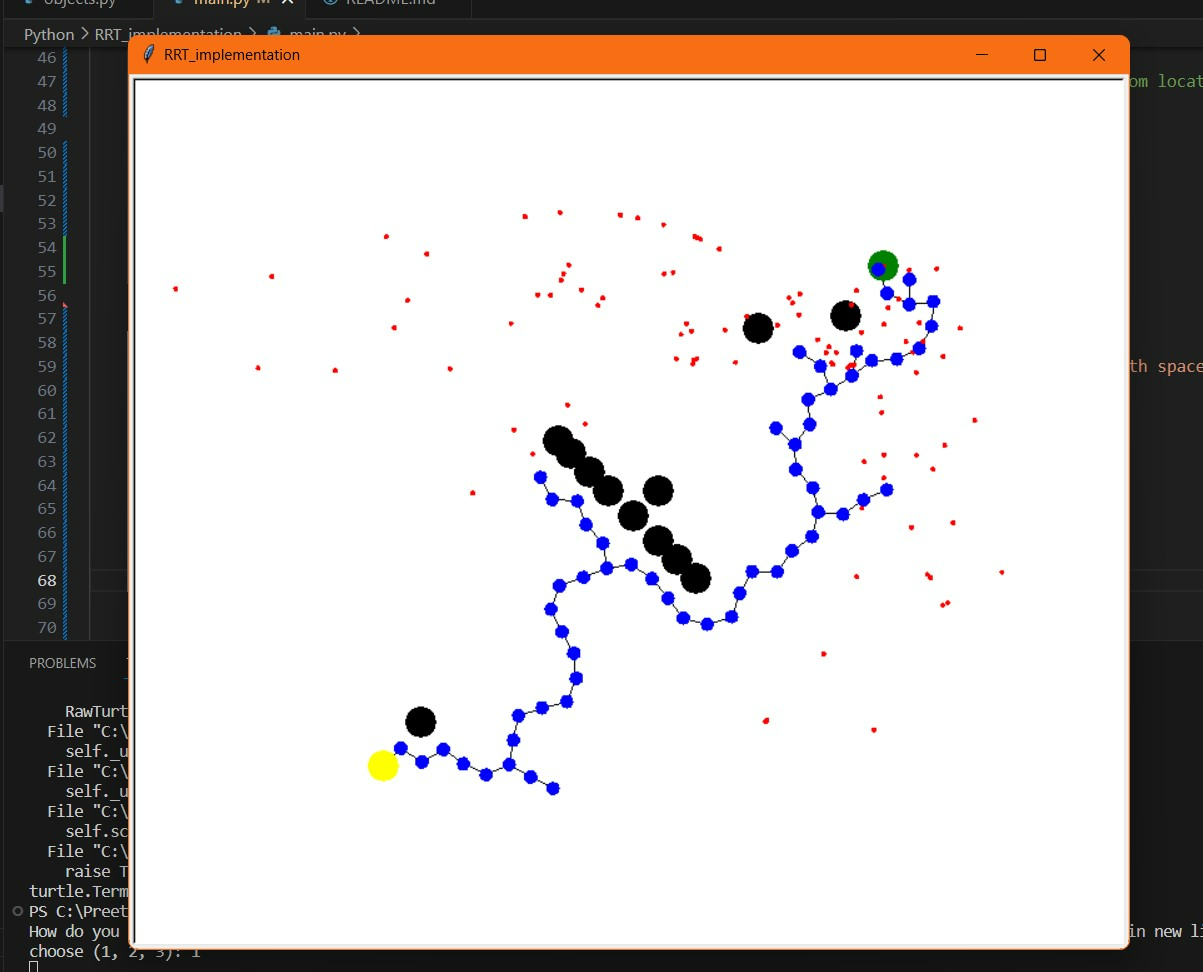 objects.py main.py M README.md
Python > RRT_implementation > main.py >
RRT_implementation
46
47 om locat
48
49
50
51
52
53
54
55
56
57
58 th space
59
60
61
62
63
64
65
66
67
68
69
70
PROBLEMS
RawTurt
File "C:\
self._u
File "C:\
self._u
File "C:\
self.sc
File "C:\
raise T
turtle.Term
PS C:\Preet
How do you in new li
choose (1, 2, 3): 1